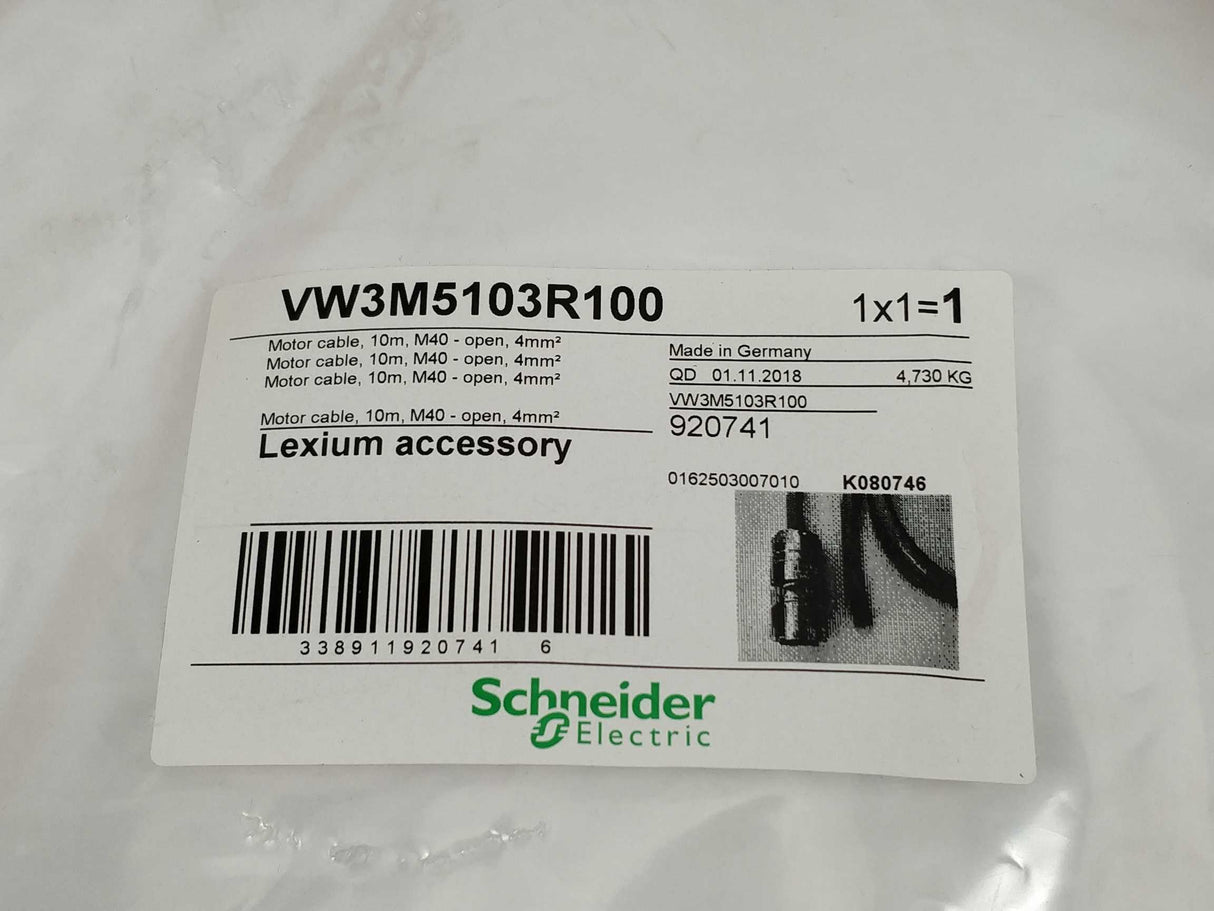 VW3M5103R100 1x1=1
Motor cable, 10m, M40 - open, 4mm²
Motor cable, 10m, M40 - open, 4mm²
Motor cable, 10m, M40 - open, 4mm²
Motor cable, 10m, M40 - open, 4mm²
Lexium accessory
Made in Germany
QD 01.11.2018 4,730 KG
VW3M5103R100
920741
0162503007010 K080746
338911920741 6
Schneider
Electric